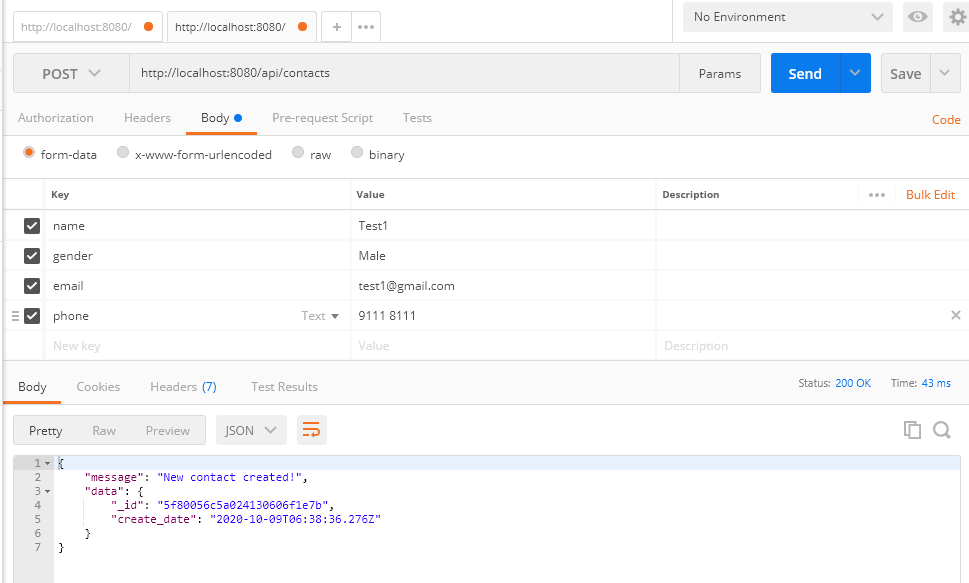 http://localhost:8080/ http://localhost:8080/ + ••• No Environment
POST http://localhost:8080/api/contacts Params Send Save
Authorization Headers Body Pre-request Script Tests Code
form-data x-www-form-urlencoded raw binary
Key Value Description ••• Bulk Edit
name Test1
gender Male
email test1@gmail.com
phone Text 9111 8111
New key Value Description
Body Cookies Headers (7) Test Results Status: 200 OK Time: 43 ms
Pretty Raw Preview JSON
1 {
2 "message": "New contact created!",
3 "data": {
4 "_id": "5f80056c5a024130606f1e7b",
5 "create_date": "2020-10-09T06:38:36.276Z"
6 }
7 }